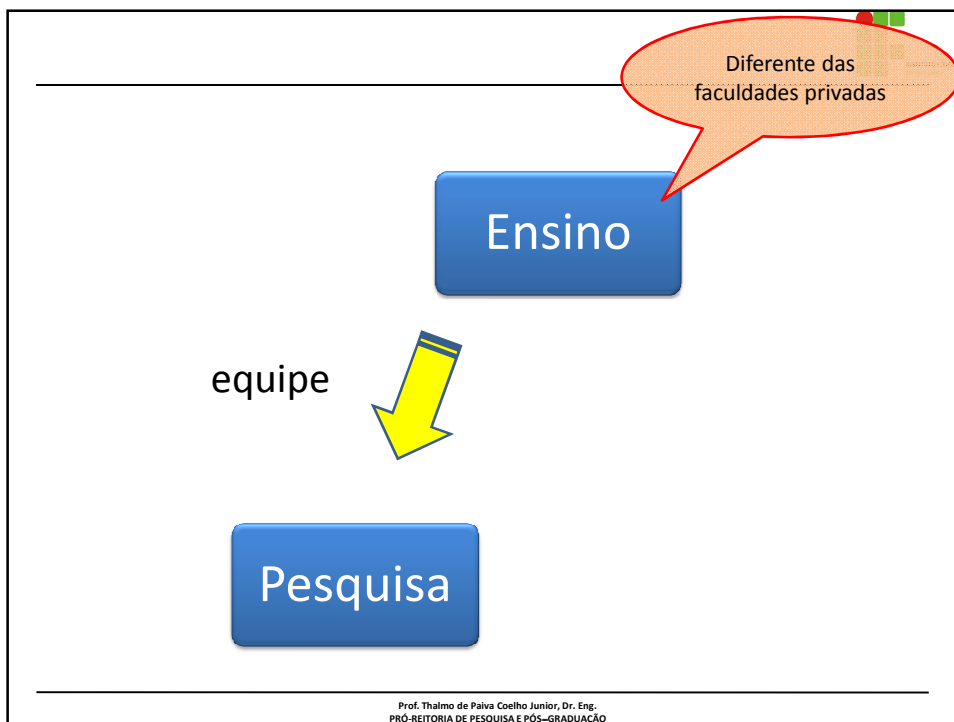 Diferente das
faculdades privadas
Ensino
equipe
Pesquisa
Prof. Thalmo de Paiva Coelho Junior, Dr. Eng.
PRÓ-REITORIA DE PESQUISA E PÓS–GRADUAÇÃO